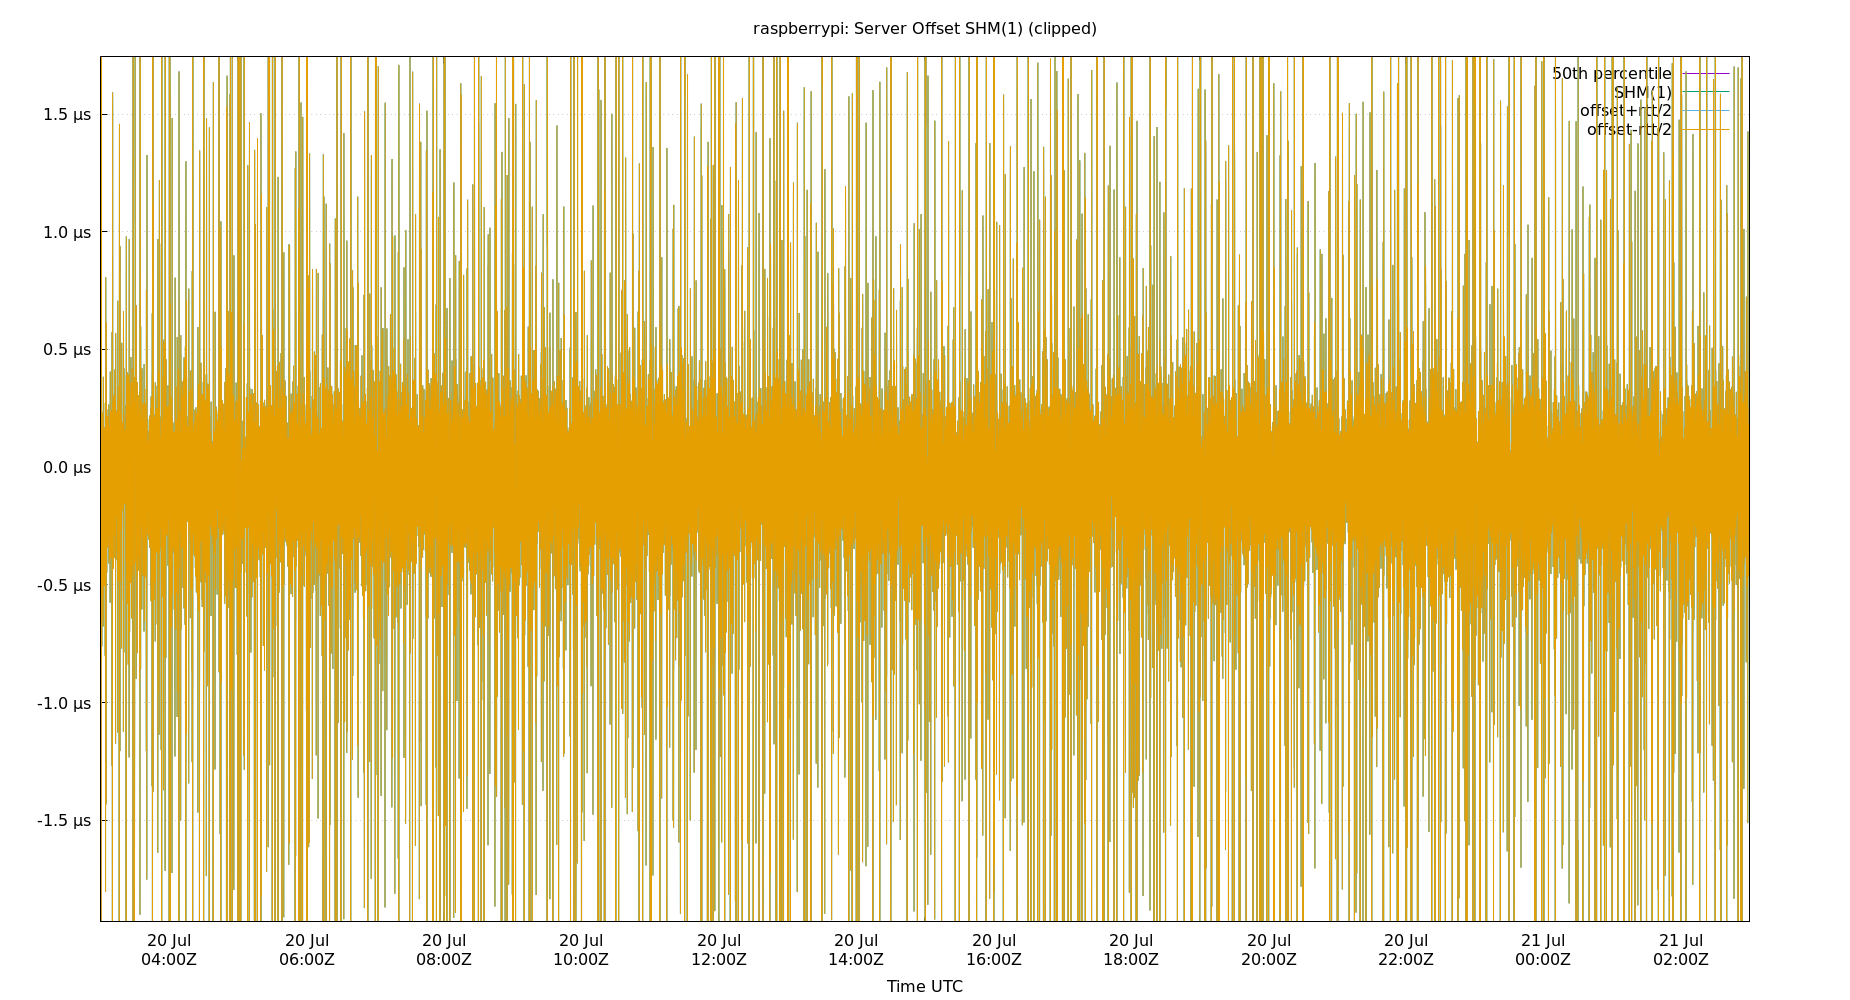 raspberrypi: Server Offset SHM(1) (clipped)
50th percentile
SHM(1)
offset+rtt/2
offset-rtt/2
1.5 µs
1.0 µs
0.5 µs
0.0 µs
-0.5 µs
-1.0 µs
-1.5 µs
20 Jul 20 Jul 20 Jul 20 Jul 20 Jul 20 Jul 20 Jul 20 Jul 20 Jul 20 Jul 21 Jul 21 Jul
04:00Z 06:00Z 08:00Z 10:00Z 12:00Z 14:00Z 16:00Z 18:00Z 20:00Z 22:00Z 00:00Z 02:00Z
Time UTC